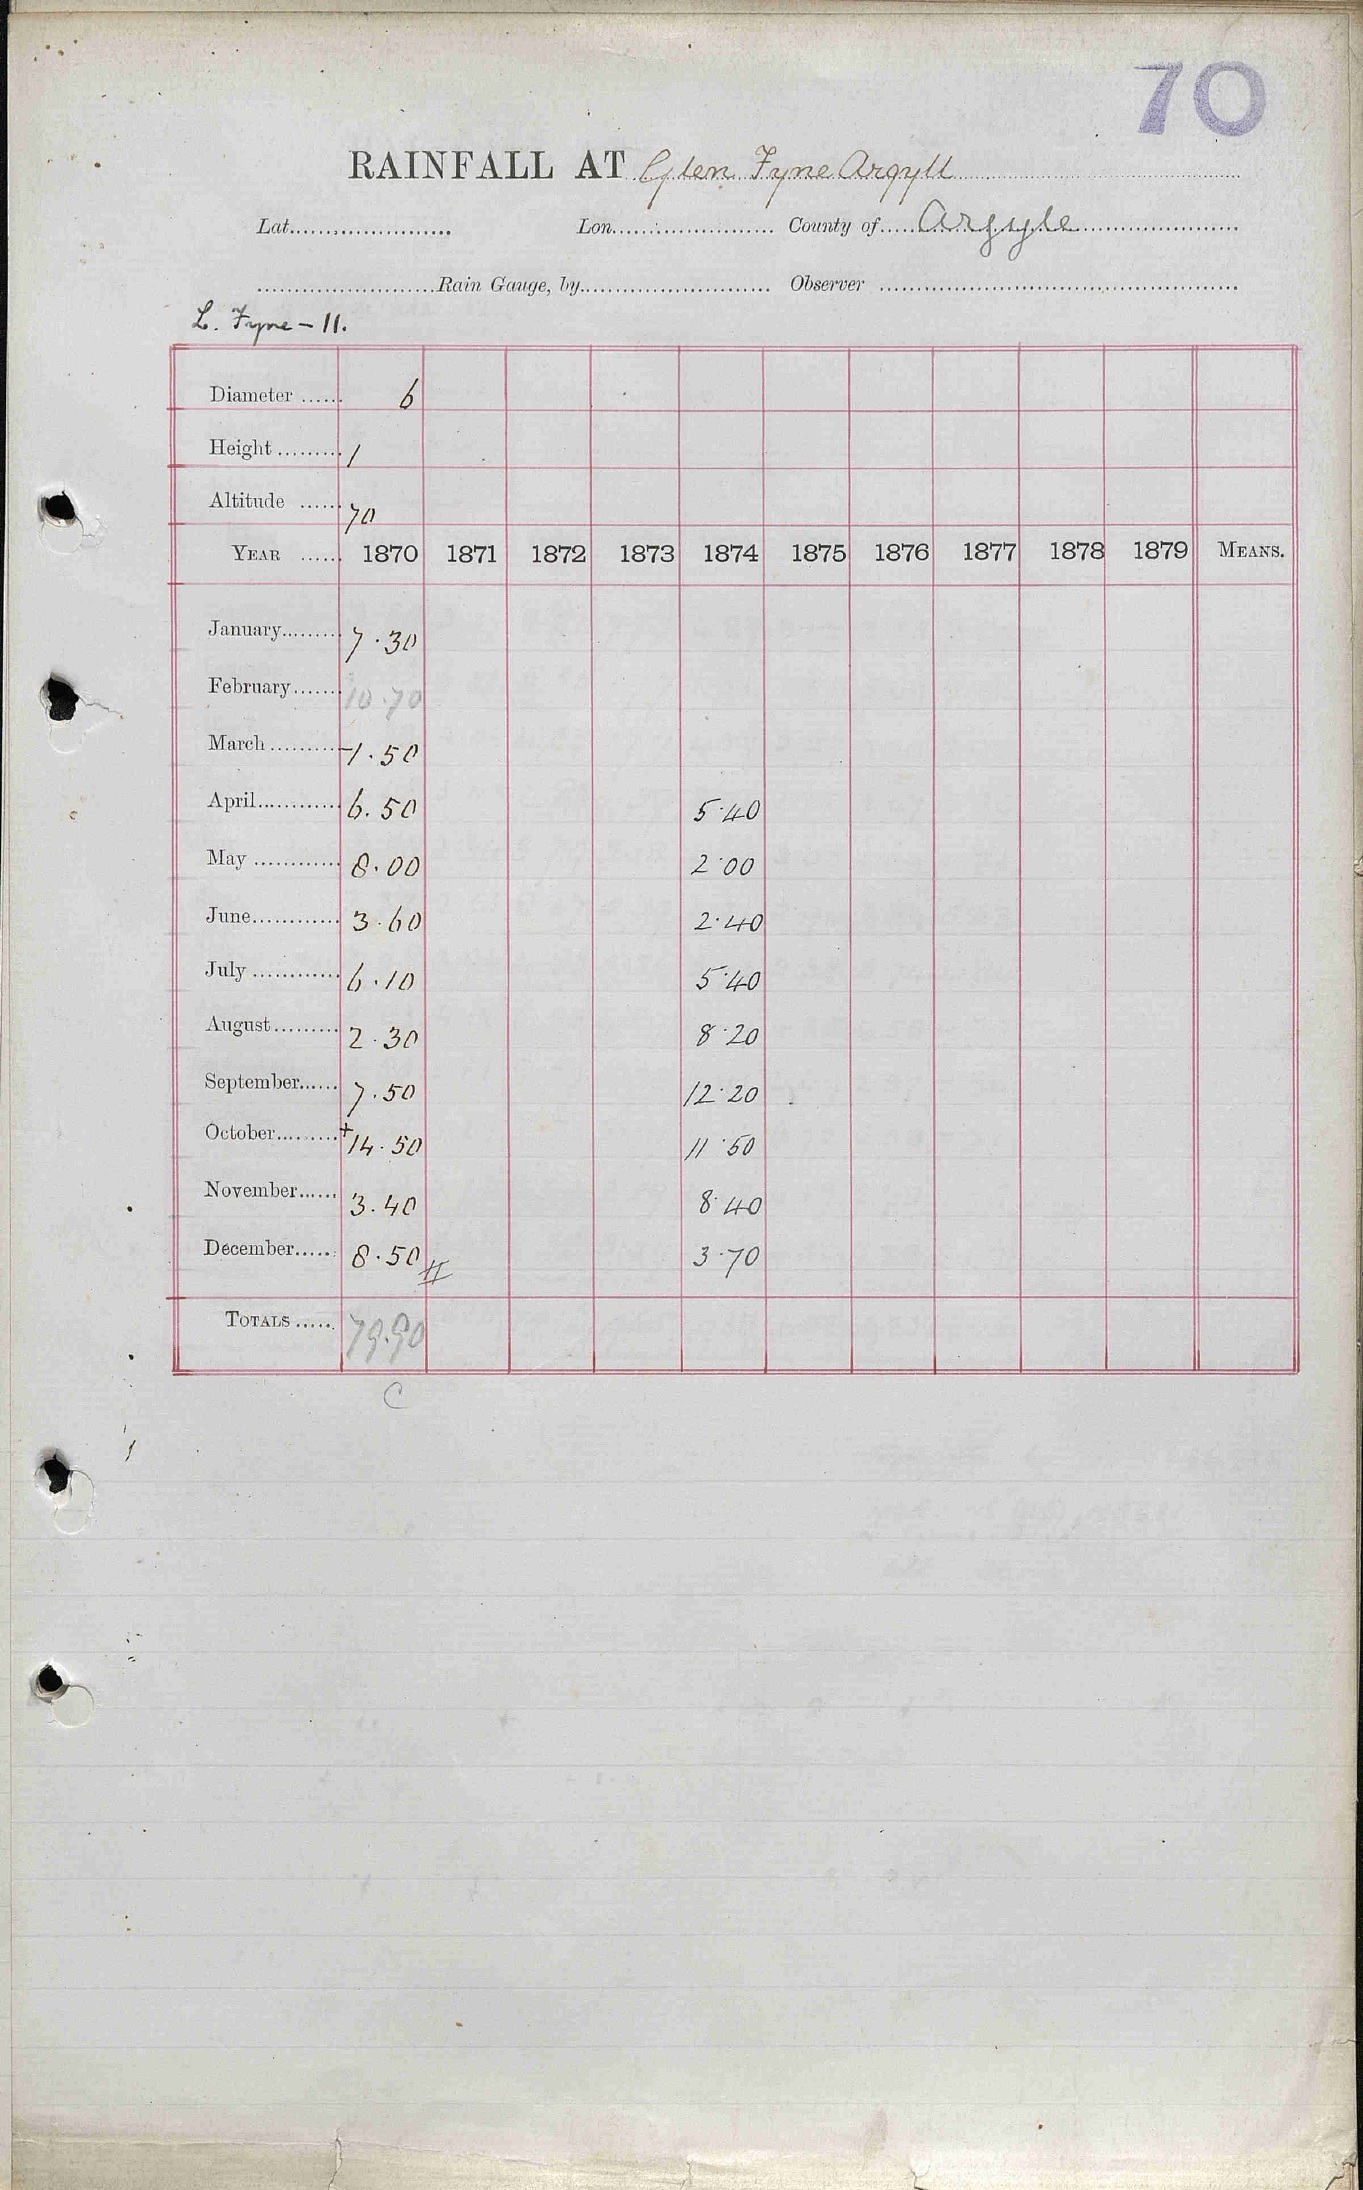 70
RAINFALL AT Glen Fyne Argyll
Lat. Lon. County of Argyle
Rain Gauge, by Observer
L. Fyne - 11.
Diameter 6
Height 1
Altitude 70
YEAR 1870 1871 1872 1873 1874 1875 1876 1877 1878 1879 MEANS.
January 7.30
February 10.70
March -1.50
April 6.50 5.40
May 8.00 2.00
June 3.60 2.40
July 6.10 5.40
August 2.30 8.20
September 7.50 12.20
October +14.50 11.50
November 3.40 8.40
December 8.50 # 3.70
TOTALS 79.90
C